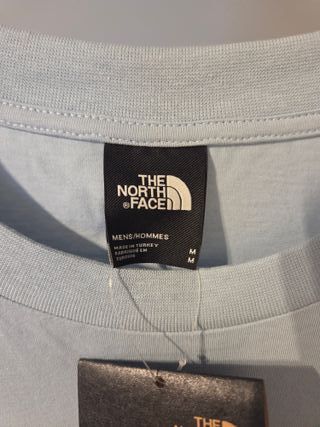 THE
NORTH
®FACE
MENS/HOMMES
MADE IN TURKEY
M
M
THE